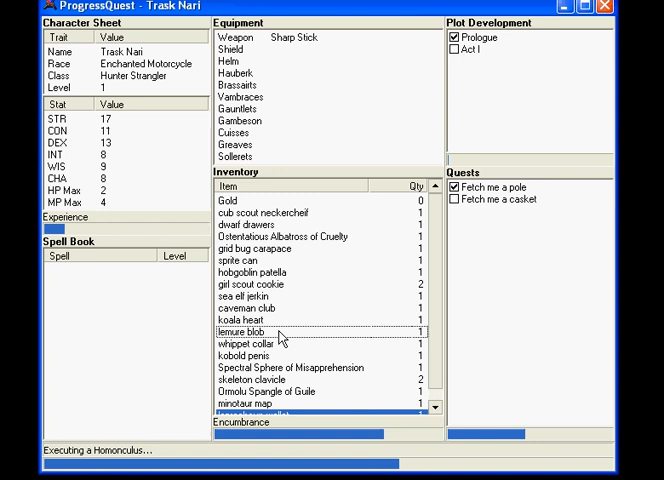 ProgressQuest - Trask Nari
Character Sheet
Trait Value
Name Trask Nari
Race Enchanted Motorcycle
Class Hunter Strangler
Level 1
Stat Value
STR 17
CON 11
DEX 13
INT 8
WIS 9
CHA 8
HP Max 2
MP Max 4
Experience
Spell Book
Spell Level
Equipment
Weapon Sharp Stick
Shield
Helm
Hauberk
Brassairts
Vambraces
Gauntlets
Gambeson
Cuisses
Greaves
Sollerets
Inventory
Item Qty
Gold 0
cub scout neckercheif 1
dwarf drawers 1
Ostentatious Albatross of Cruelty 1
grid bug carapace 1
sprite can 1
hobgoblin patella 1
girl scout cookie 2
sea elf jerkin 1
caveman club 1
koala heart 1
lemure blob 1
whippet collar 1
kobold penis 1
Spectral Sphere of Misapprehension 1
skeleton clavicle 2
Ormolu Spangle of Guile 1
minotaur map 1
leprechaun wallet 1
Encumbrance
Plot Development
Prologue
Act I
Quests
Fetch me a pole
Fetch me a casket
Executing a Homonculus...